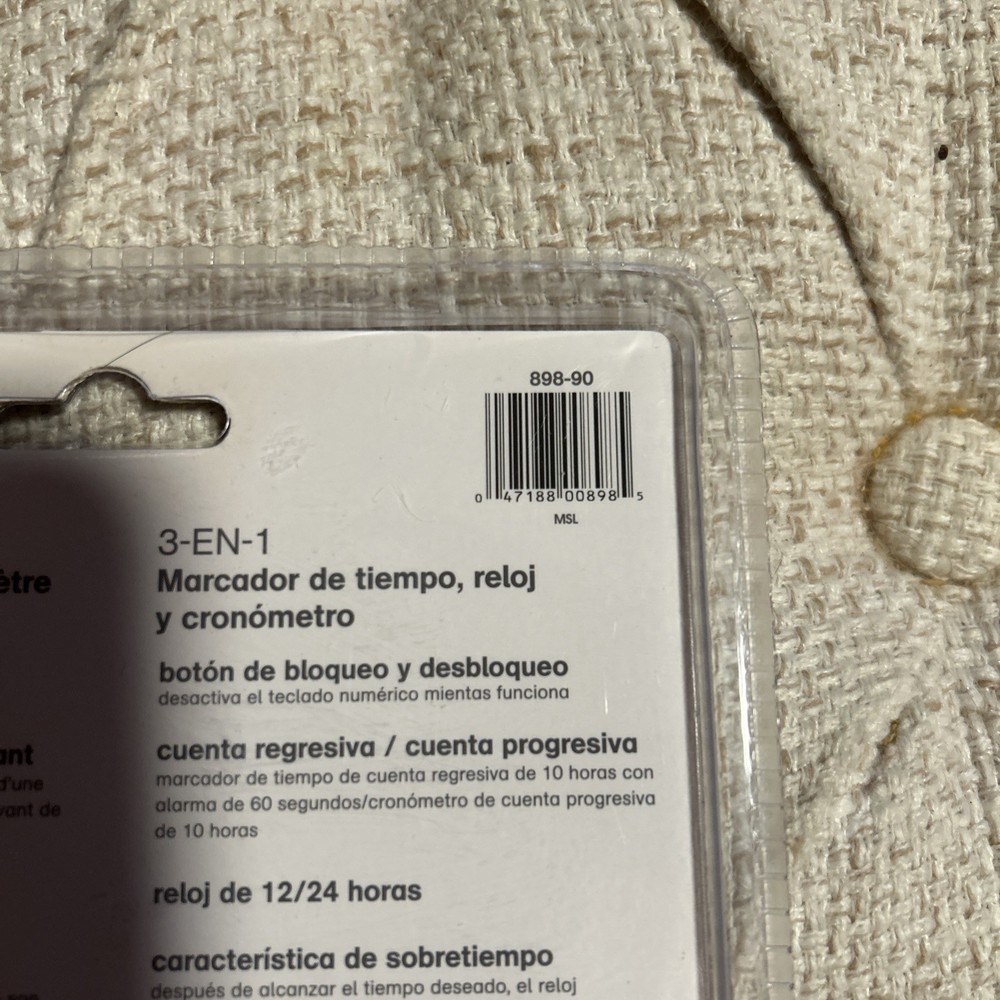 898-90
0 47188 00898 5
MSL
3-EN-1
Marcador de tiempo, reloj
y cronómetro
botón de bloqueo y desbloqueo
desactiva el teclado numérico mientas funciona
cuenta regresiva / cuenta progresiva
marcador de tiempo de cuenta regresiva de 10 horas con
alarma de 60 segundos/cronómetro de cuenta progresiva
de 10 horas
reloj de 12/24 horas
característica de sobretiempo
después de alcanzar el tiempo deseado, el reloj
ètre
ant
d'une
vant de